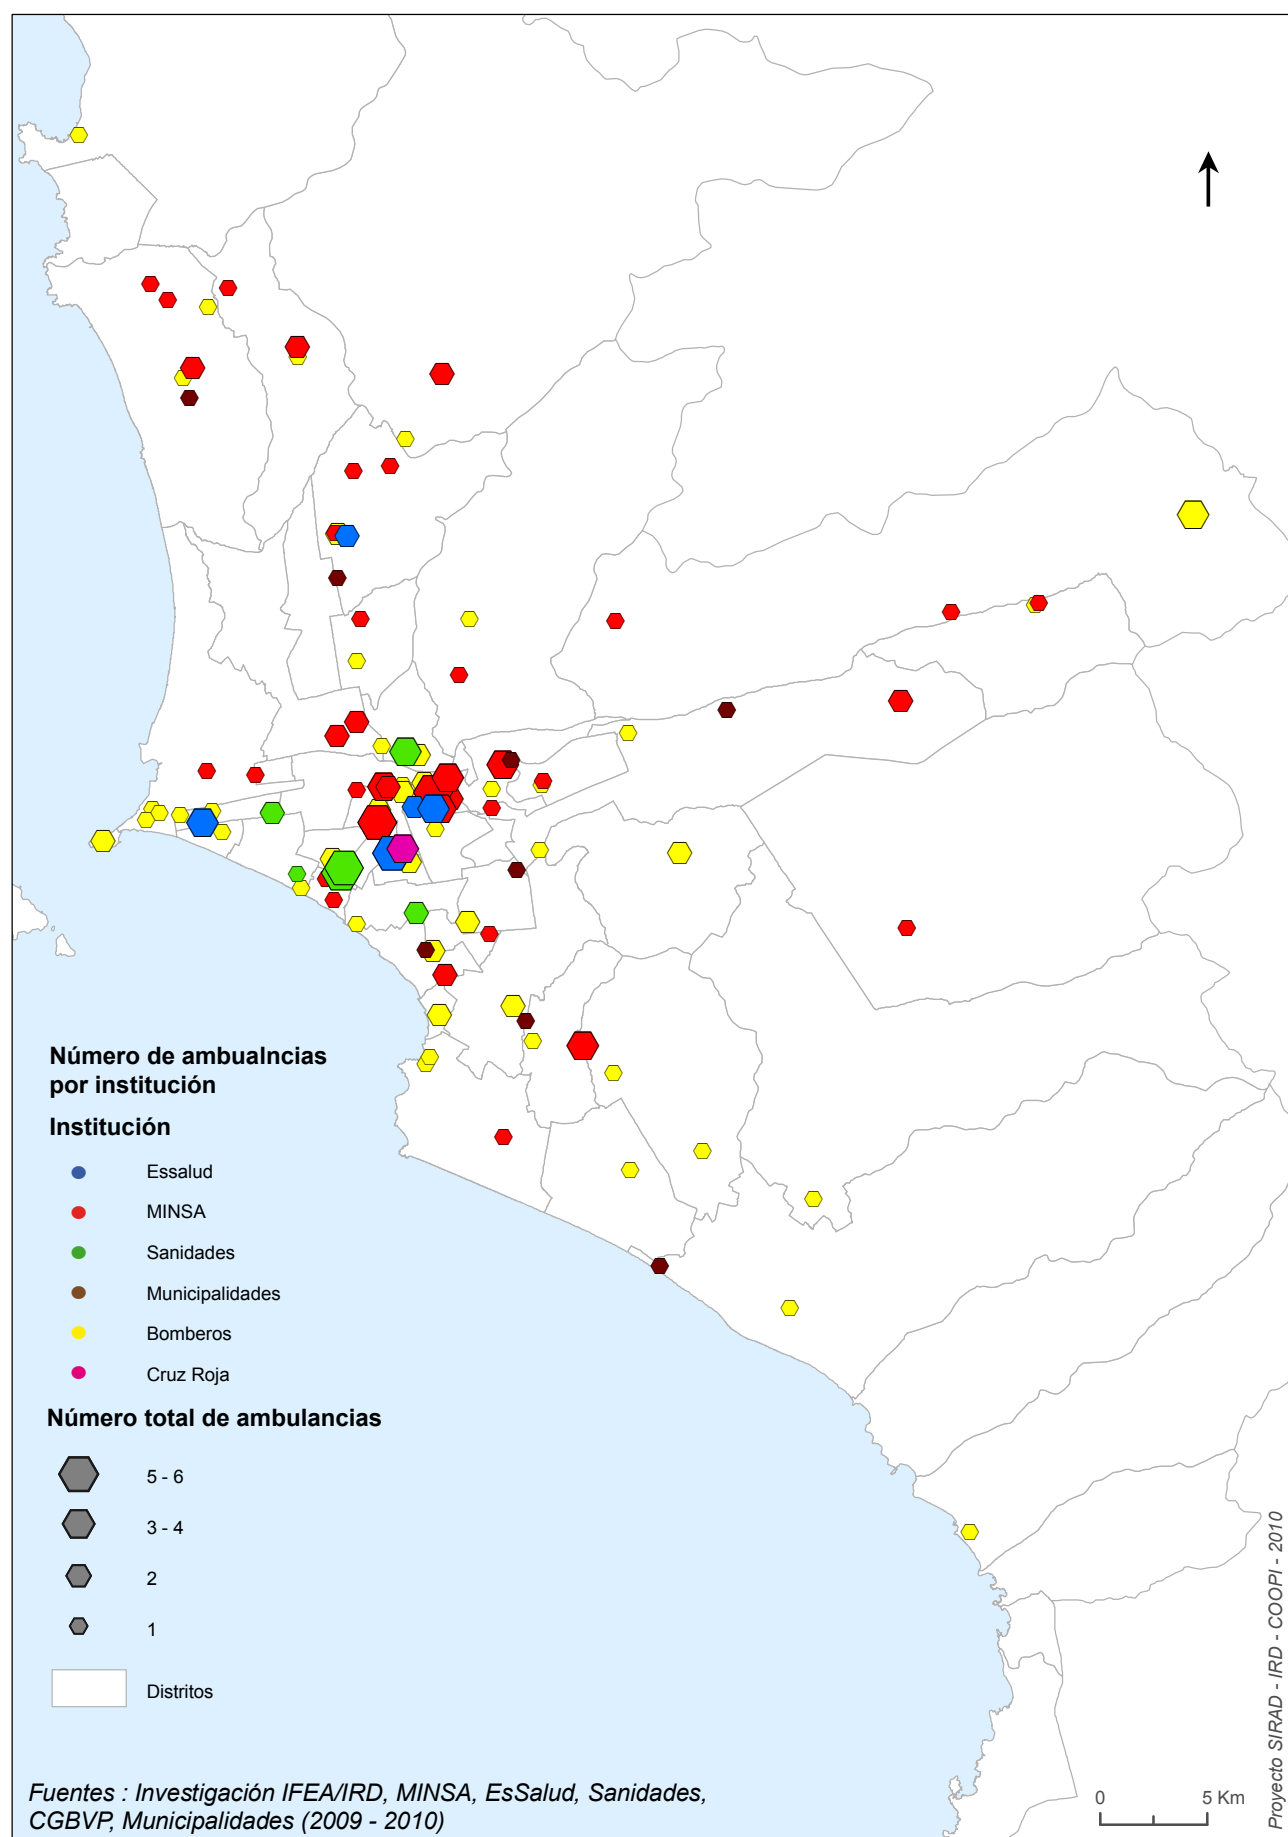 Número de ambualncias
por institución
Institución
Essalud
MINSA
Sanidades
Municipalidades
Bomberos
Cruz Roja
Número total de ambulancias
5 - 6
3 - 4
2
1
Distritos
Fuentes : Investigación IFEA/IRD, MINSA, EsSalud, Sanidades,
CGBVP, Municipalidades (2009 - 2010)
0 5 Km
Proyecto SIRAD - IRD - COOPI - 2010